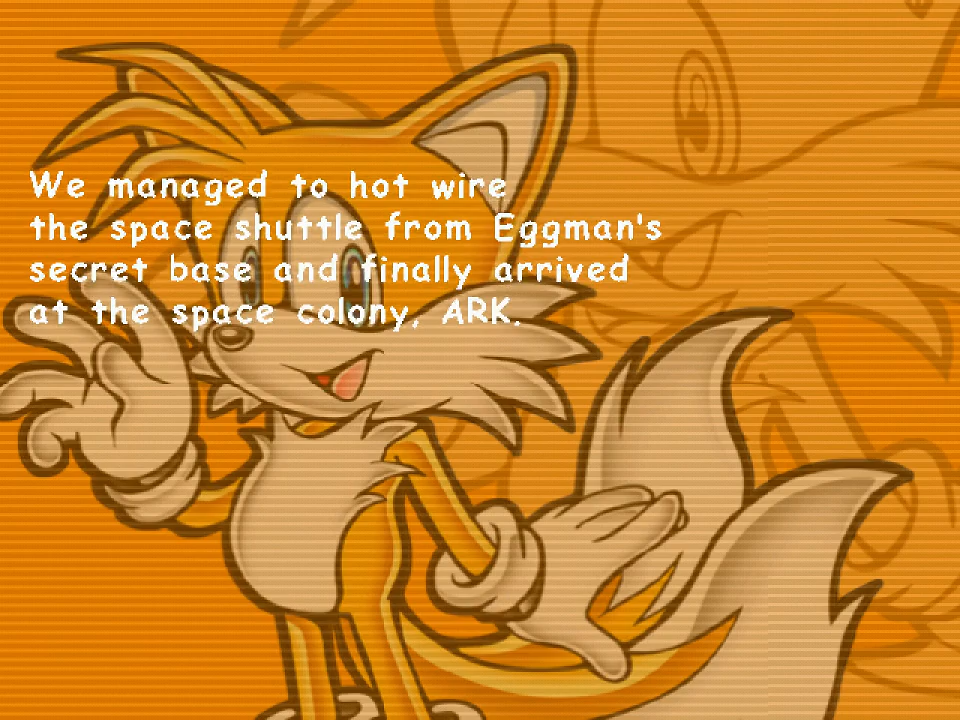 We managed to hot wire
the space shuttle from Eggman's
secret base and finally arrived
at the space colony, ARK.